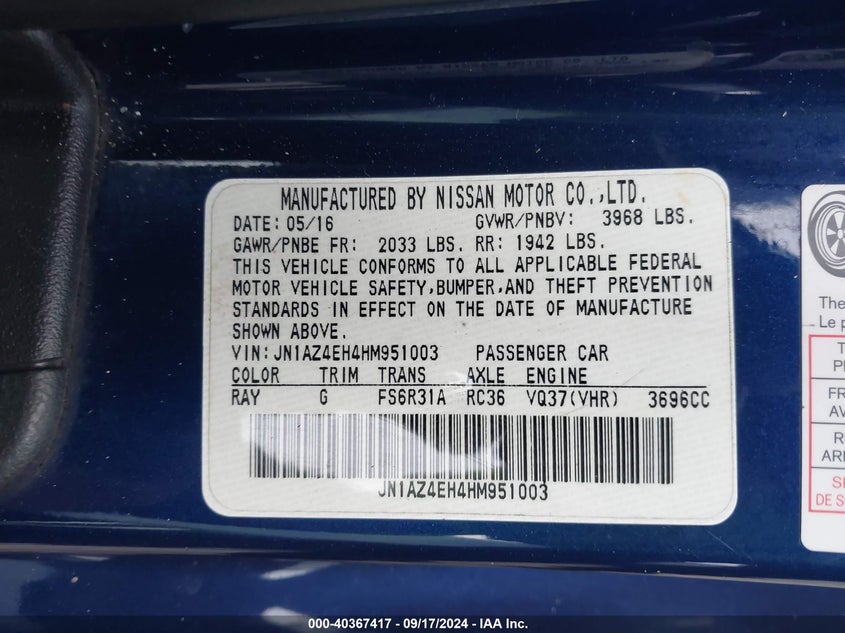 MANUFACTURED BY NISSAN MOTOR CO.,LTD.
DATE: 05/16 GVWR/PNBV: 3968 LBS.
GAWR/PNBE FR: 2033 LBS. RR: 1942 LBS.
THIS VEHICLE CONFORMS TO ALL APPLICABLE FEDERAL
MOTOR VEHICLE SAFETY,BUMPER,AND THEFT PREVENTION
STANDARDS IN EFFECT ON THE DATE OF MANUFACTURE
SHOWN ABOVE.
VIN: JN1AZ4EH4HM951003 PASSENGER CAR
COLOR TRIM TRANS AXLE ENGINE
RAY G FS6R31A RC36 VQ37(VHR) 3696CC
JN1AZ4EH4HM951003
The
Le p
DE S
000-40367417 - 09/17/2024 - IAA Inc.